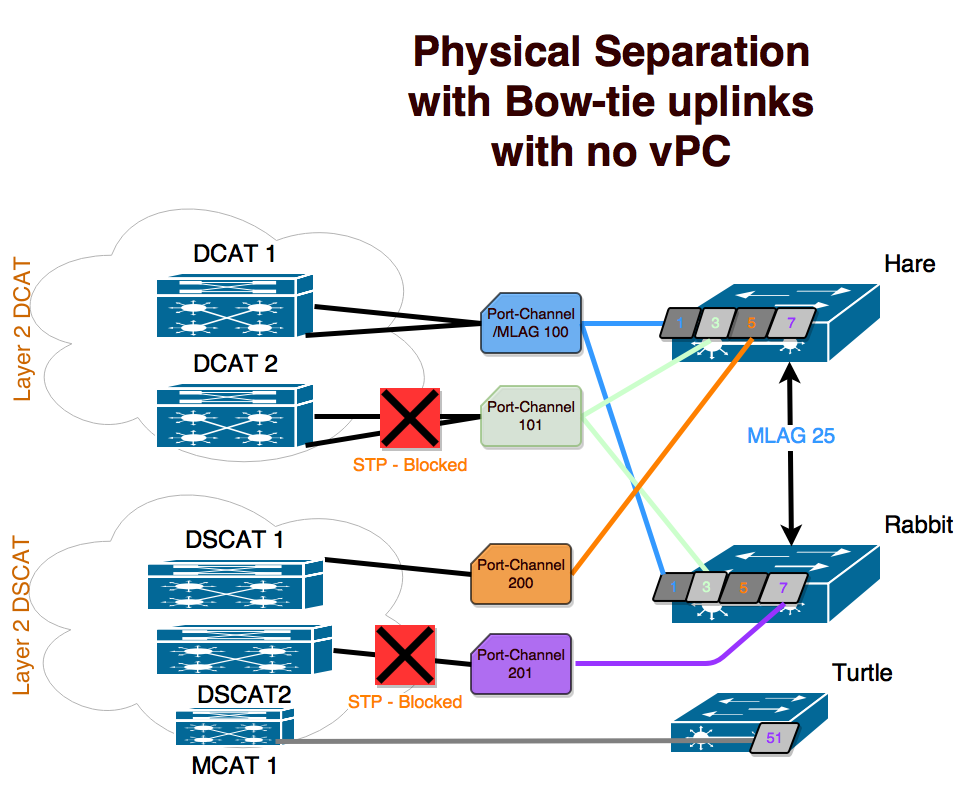 Physical Separation
with Bow-tie uplinks
with no vPC
Layer 2 DCAT
DCAT 1
DCAT 2
Port-Channel
/MLAG 100
Port-Channel
101
STP - Blocked
Hare
1 3 5 7
MLAG 25
Layer 2 DSCAT
DSCAT 1
DSCAT2
MCAT 1
Port-Channel
200
Port-Channel
201
STP - Blocked
Rabbit
1 3 5 7
Turtle
51